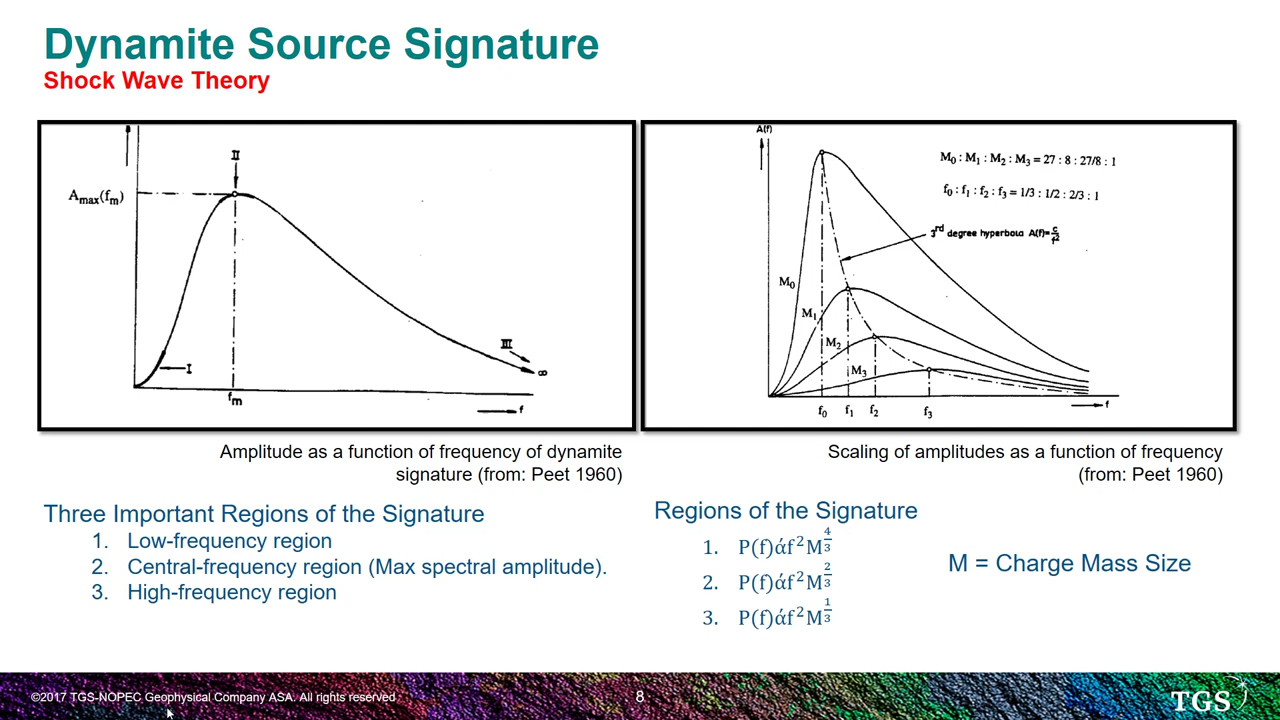 Dynamite Source Signature
Shock Wave Theory
II
Amax(fm)
III
I
∞
fm
f
A(f)
M0 : M1 : M2 : M3 = 27 : 8 : 27/8 : 1
f0 : f1 : f2 : f3 = 1/3 : 1/2 : 2/3 : 1
3rd degree hyperbola A(f)=c/f2
M0
M1
M2
M3
f0 f1 f2 f3 f
Amplitude as a function of frequency of dynamite
signature (from: Peet 1960)
Scaling of amplitudes as a function of frequency
(from: Peet 1960)
Three Important Regions of the Signature
1. Low-frequency region
2. Central-frequency region (Max spectral amplitude).
3. High-frequency region
Regions of the Signature
1. P(f)άf²M^4/3
2. P(f)άf²M^2/3
3. P(f)άf²M^1/3
M = Charge Mass Size
©2017 TGS-NOPEC Geophysical Company ASA. All rights reserved
8
TGS